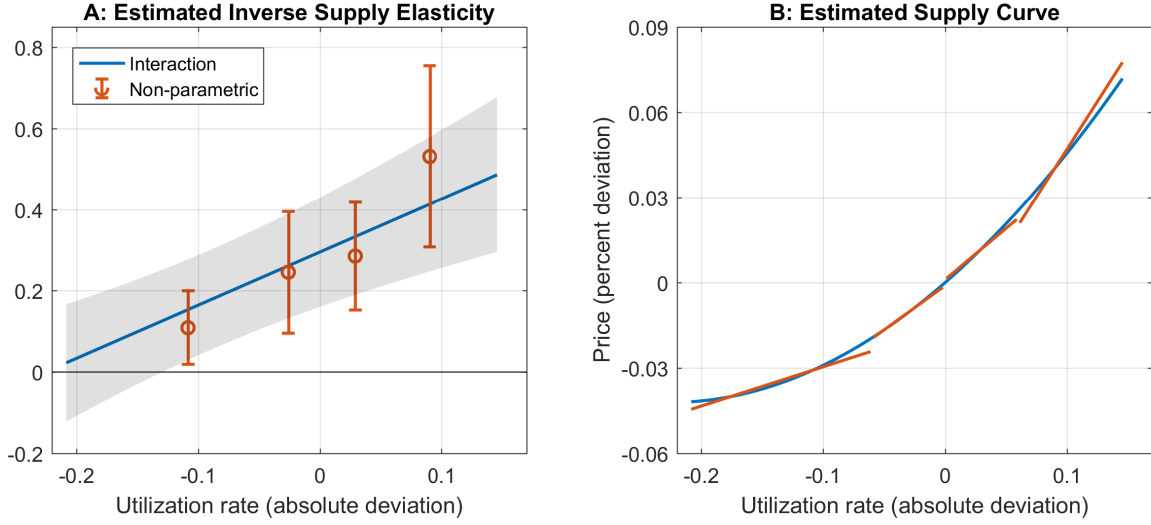 A: Estimated Inverse Supply Elasticity
Interaction
Non-parametric
0.8
0.6
0.4
0.2
0
-0.2
-0.2
-0.1
0
0.1
Utilization rate (absolute deviation)
B: Estimated Supply Curve
Price (percent deviation)
0.09
0.06
0.03
0
-0.03
-0.06
-0.2
-0.1
0
0.1
Utilization rate (absolute deviation)